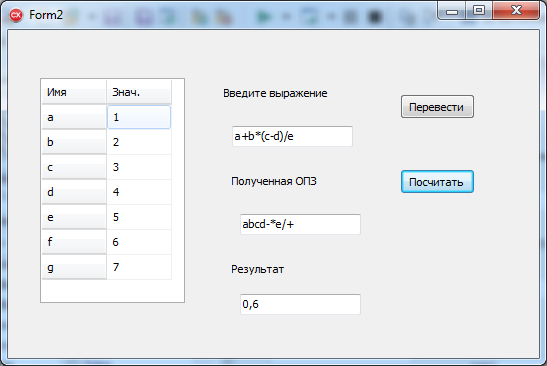 Form2
Имя Знач.
a 1
b 2
c 3
d 4
e 5
f 6
g 7
Введите выражение
a+b*(c-d)/e
Полученная ОПЗ
abcd-*e/+
Результат
0,6
Перевести
Посчитать